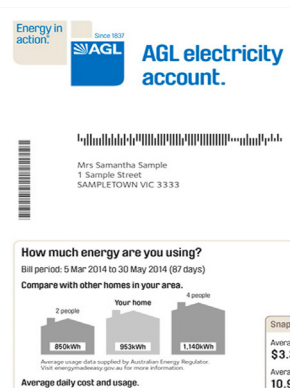 Energy in
action.
Since 1837
AGL
AGL electricity
account.
Mrs Samantha Sample
1 Sample Street
SAMPLETOWN VIC 3333
How much energy are you using?
Bill period: 5 Mar 2014 to 30 May 2014 (87 days)
Compare with other homes in your area.
2 people
Your home
4 people
850kWh
953kWh
1,140kWh
Average usage data supplied by Australian Energy Regulator.
Visit energymadeeasy.gov.au for more information.
Average daily cost and usage.
Snap
Avera
$3.
Avera
10.9